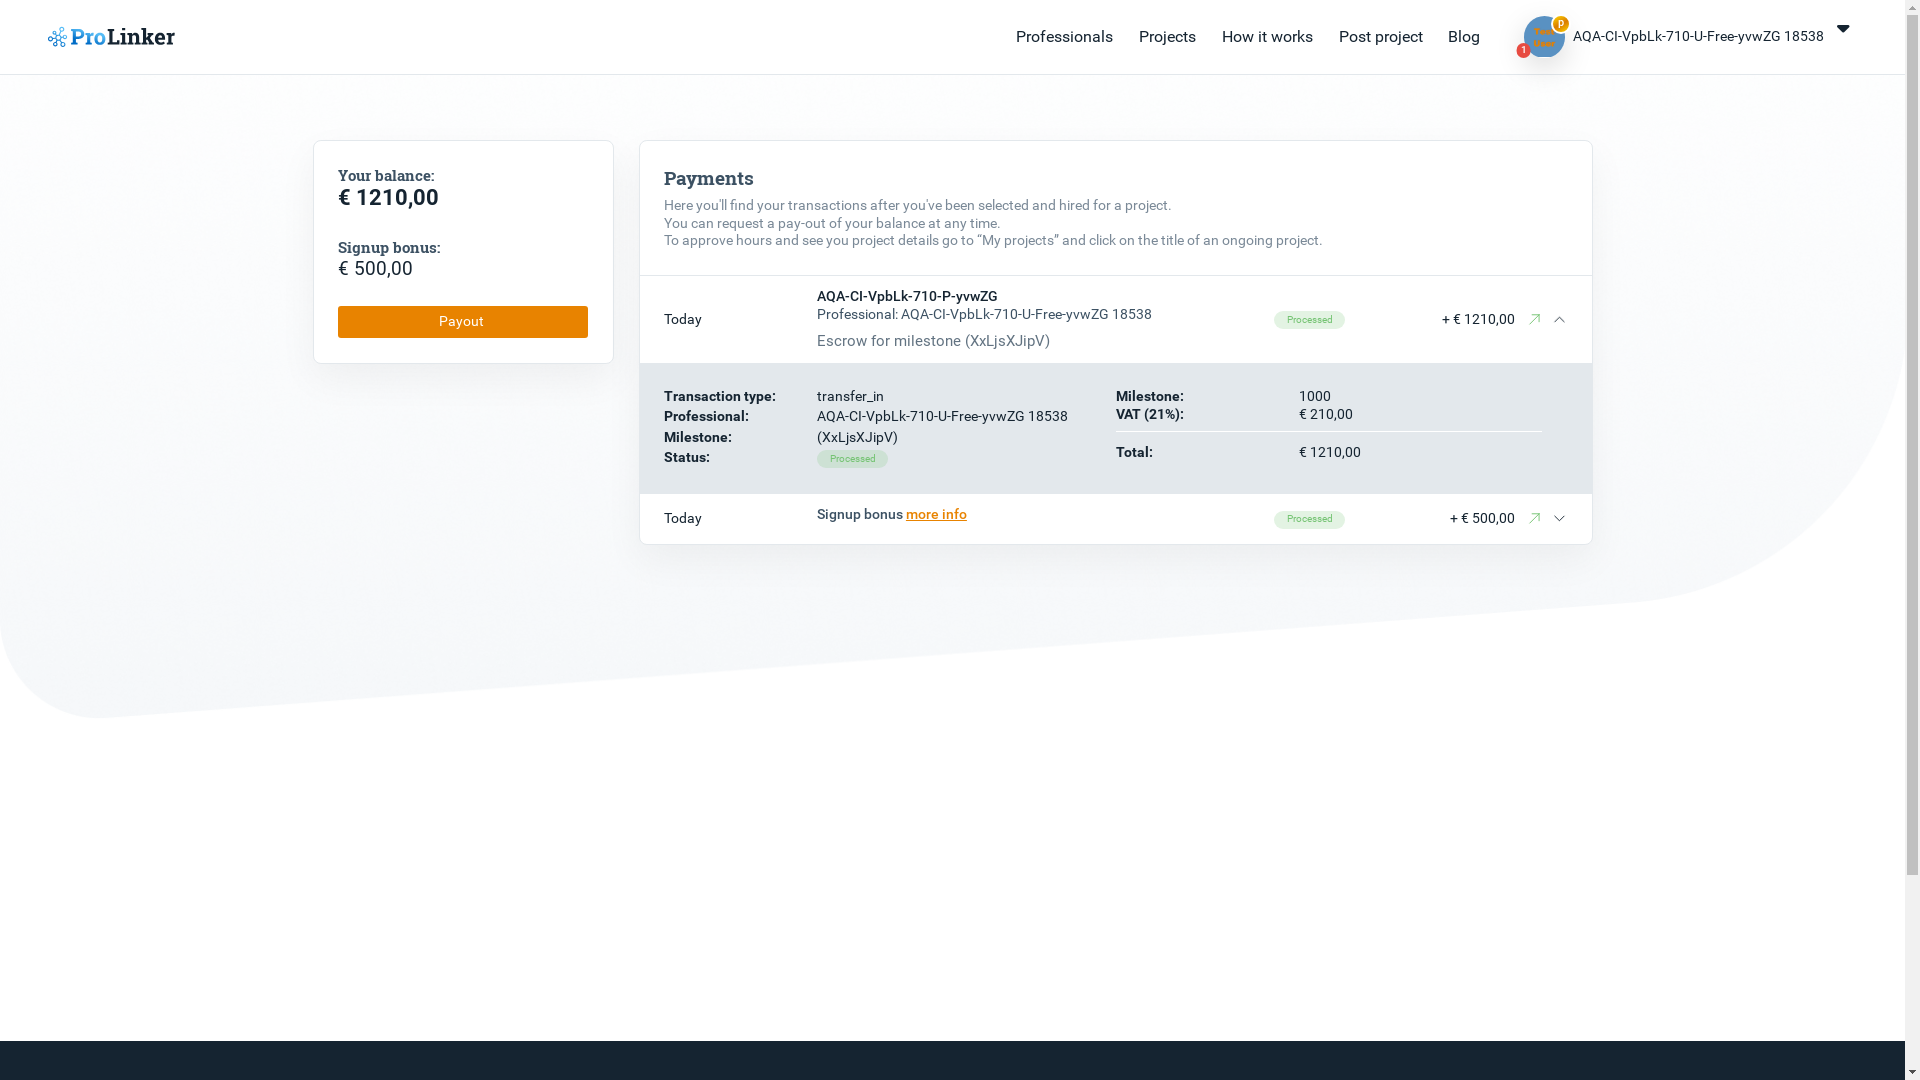 ProLinker
Professionals
Projects
How it works
Post project
Blog
p
1
AQA-CI-VpbLk-710-U-Free-yvwZG 18538
Your balance:
€ 1210,00
Signup bonus:
€ 500,00
Payout
Payments
Here you'll find your transactions after you've been selected and hired for a project.
You can request a pay-out of your balance at any time.
To approve hours and see you project details go to “My projects” and click on the title of an ongoing project.
Today
AQA-CI-VpbLk-710-P-yvwZG
Professional: AQA-CI-VpbLk-710-U-Free-yvwZG 18538
Escrow for milestone (XxLjsXJipV)
Processed
+ € 1210,00
Transaction type: transfer_in
Professional: AQA-CI-VpbLk-710-U-Free-yvwZG 18538
Milestone: (XxLjsXJipV)
Status: Processed
Milestone: 1000
VAT (21%): € 210,00
Total: € 1210,00
Today
Signup bonus more info
Processed
+ € 500,00